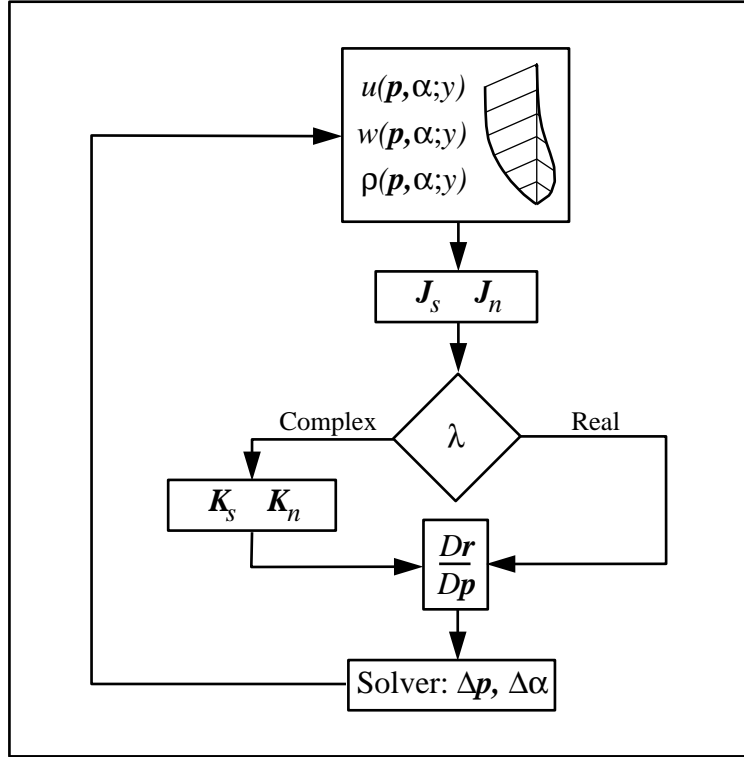 u(p,α;y)
w(p,α;y)
ρ(p,α;y)
J_s J_n
Complex
λ
Real
K_s K_n
Dr
Dp
Solver: Δp, Δα